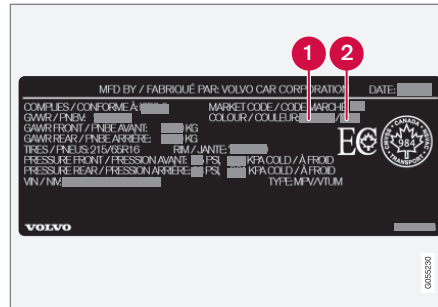 1 2
MFD BY / FABRIQUÉ PAR: VOLVO CAR CORPORATION DATE:
COMPLIES / CONFORME À: MARKET CODE / CODE MARCHÉ
GVWR / PNBV: COLOUR / COULEUR: /
GAWR FRONT / PNBE AVANT: KG
GAWR REAR / PNBE ARRIÈRE: KG
TIRES / PNEUS: 215/65R16 RIM / JANTE:
PRESSURE FRONT / PRESSION AVANT: PSI, KPA COLD / À FROID
PRESSURE REAR / PRESSION ARRIÈRE: PSI, KPA COLD / À FROID
VIN / NIV: TYPE: MPV/VTUM
EC
CANADA
984
TRANSPORT
VOLVO
G055230